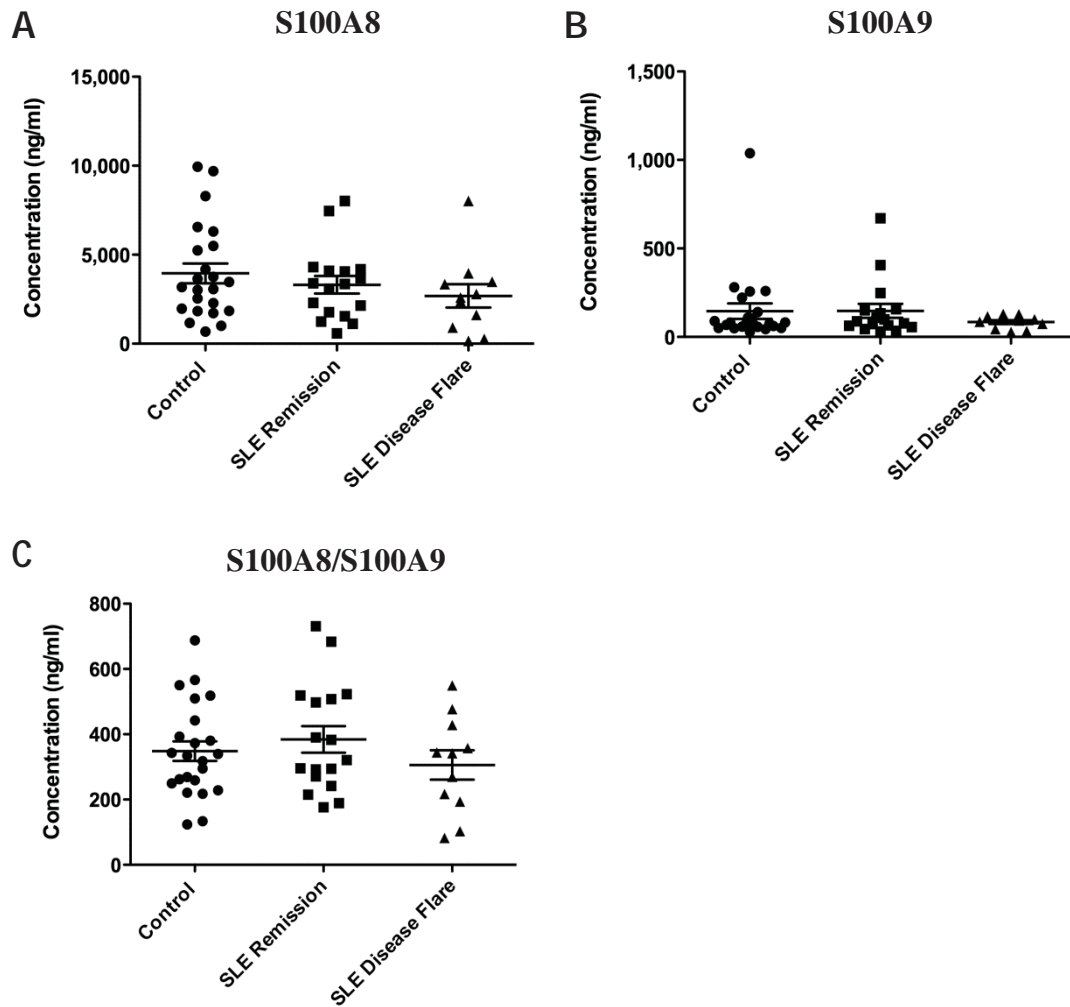 A
S100A8
Concentration (ng/ml)
15,000
10,000
5,000
0
Control
SLE Remission
SLE Disease Flare
B
S100A9
Concentration (ng/ml)
1,500
1,000
500
0
Control
SLE Remission
SLE Disease Flare
C
S100A8/S100A9
Concentration (ng/ml)
800
600
400
200
0
Control
SLE Remission
SLE Disease Flare